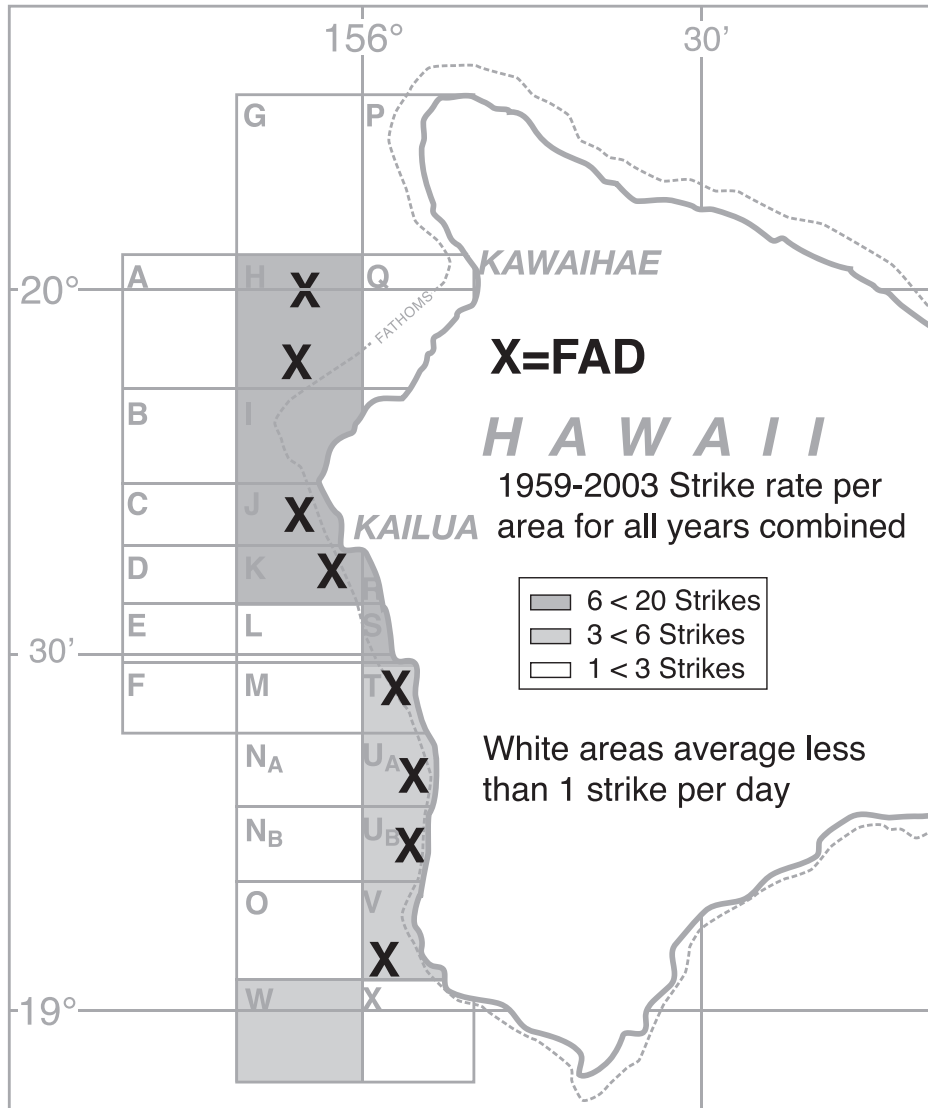 156°
30’
G
P
A
H
Q
KAWAIHAE
20°
X
FATHOMS
X
X=FAD
B
I
H A W A I I
1959-2003 Strike rate per
area for all years combined
C
J
X
KAILUA
D
K
X
R
6 < 20 Strikes
3 < 6 Strikes
1 < 3 Strikes
E
L
S
30’
F
M
T
X
White areas average less
than 1 strike per day
NA
UA
X
NB
UB
X
O
V
X
W
X
19°